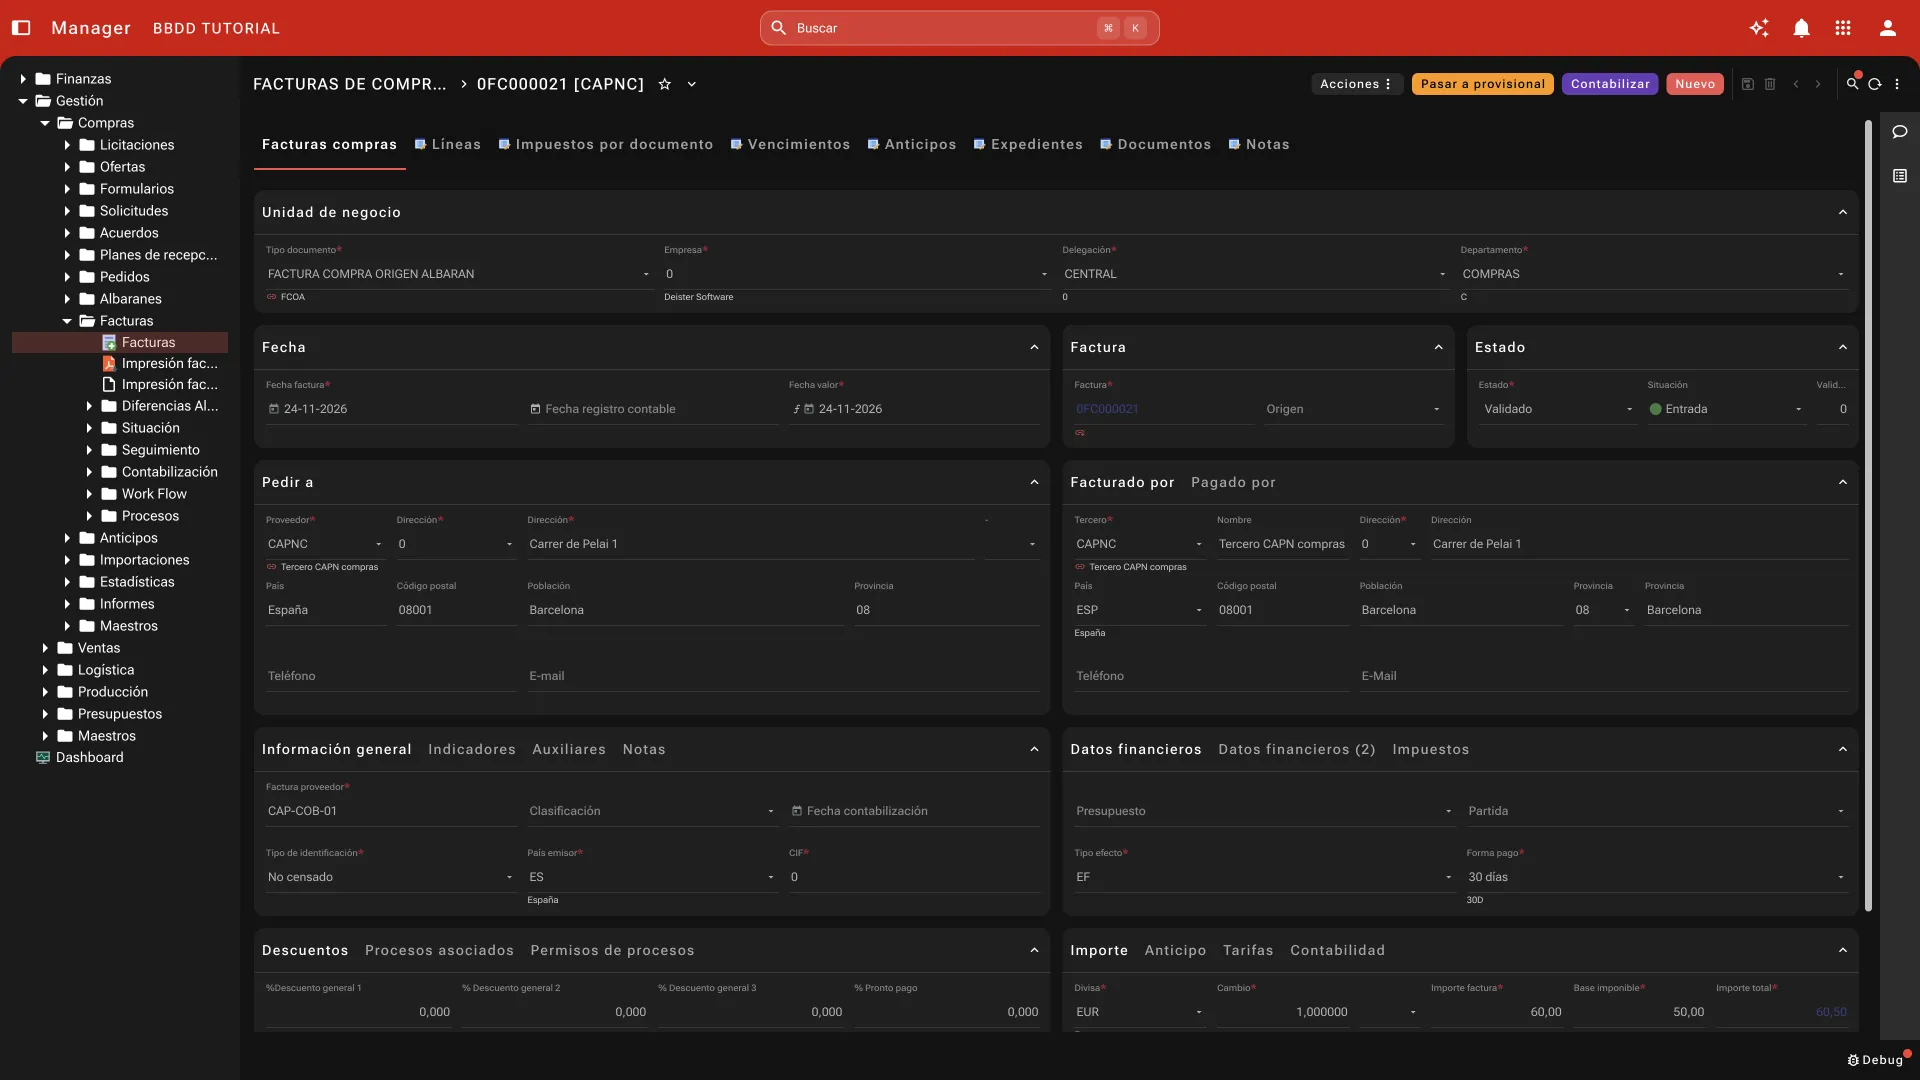 Manager BBDD TUTORIAL
Buscar ⌘ K
Finanzas
Gestión
Compras
Licitaciones
Ofertas
Formularios
Solicitudes
Acuerdos
Planes de recepc...
Pedidos
Albaranes
Facturas
Facturas
Impresión fac...
Impresión fac...
Diferencias Al...
Situación
Seguimiento
Contabilización
Work Flow
Procesos
Anticipos
Importaciones
Estadísticas
Informes
Maestros
Ventas
Logística
Producción
Presupuestos
Maestros
Dashboard
FACTURAS DE COMPR... > 0FC000021 [CAPNC]
Acciones Pasar a provisional Contabilizar Nuevo
Facturas compras Líneas Impuestos por documento Vencimientos Anticipos Expedientes Documentos Notas
Unidad de negocio
Tipo documento* Empresa* Delegación* Departamento*
FACTURA COMPRA ORIGEN ALBARAN 0 CENTRAL COMPRAS
FCOA Deister Software 0 C
Fecha
Fecha factura* Fecha valor*
24-11-2026 Fecha registro contable 24-11-2026
Factura
Factura*
0FC000021 Origen
Estado
Estado* Situación Valid...
Validado Entrada 0
Pedir a
Proveedor* Dirección* Dirección* -
CAPNC 0 Carrer de Pelai 1
Tercero CAPN compras
País Código postal Población Provincia
España 08001 Barcelona 08
Teléfono E-mail
Facturado por Pagado por
Tercero* Nombre Dirección* Dirección
CAPNC Tercero CAPN compras 0 Carrer de Pelai 1
Tercero CAPN compras
País Código postal Población Provincia Provincia
ESP 08001 Barcelona 08 Barcelona
España
Teléfono E-Mail
Información general Indicadores Auxiliares Notas
Factura proveedor*
CAP-COB-01 Clasificación Fecha contabilización
Tipo de identificación* País emisor* CIF*
No censado ES 0
España
Datos financieros Datos financieros (2) Impuestos
Presupuesto Partida
Tipo efecto* Forma pago*
EF 30 días
30D
Descuentos Procesos asociados Permisos de procesos
%Descuento general 1 % Descuento general 2 % Descuento general 3 % Pronto pago
0,000 0,000 0,000 0,000
Importe Anticipo Tarifas Contabilidad
Divisa* Cambio* Importe factura* Base imponible* Importe total*
EUR 1,000000 60,00 50,00 60,50
Debug